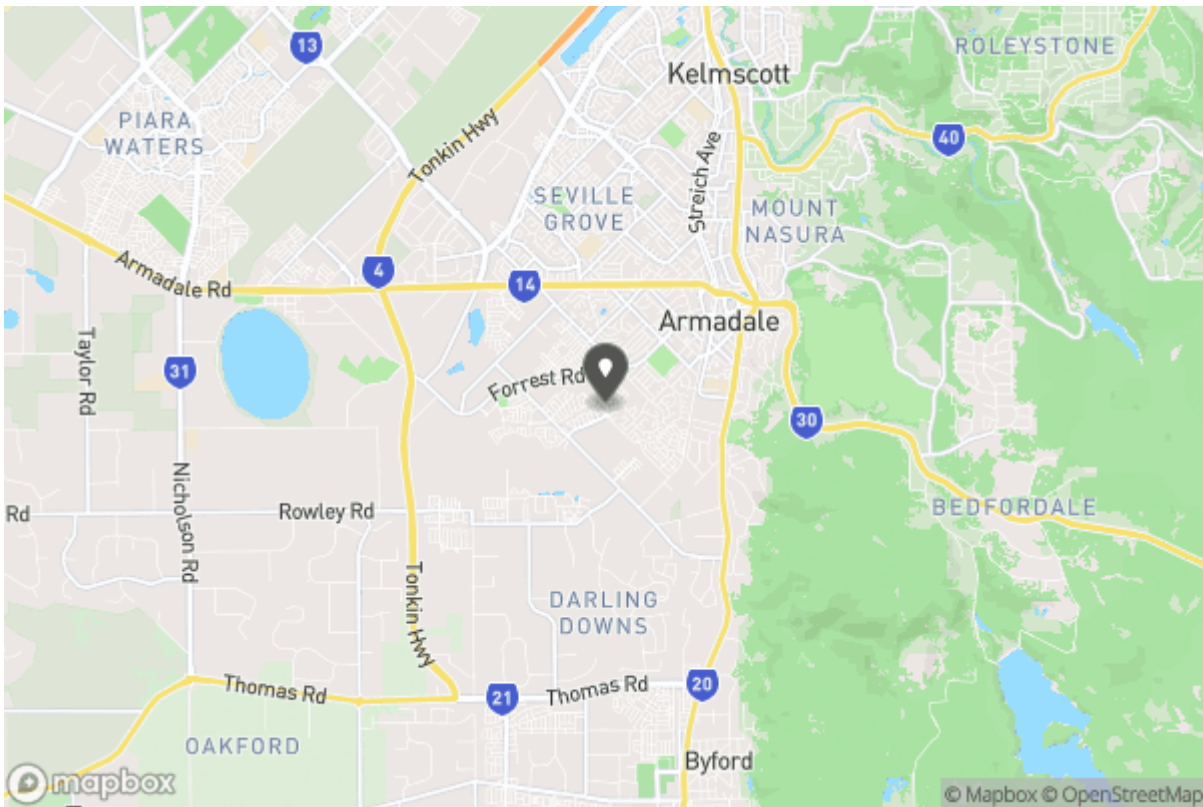 ROLEYSTONE
13
Kelmscott
PIARA
WATERS
40
Tonkin Hwy
Streich Ave
SEVILLE
GROVE
MOUNT
NASURA
4
14
Armadale Rd
Armadale
Taylor Rd
31
Forrest Rd
30
Nicholson Rd
Rd
Rowley Rd
BEDFORDALE
Tonkin Hwy
DARLING
DOWNS
Thomas Rd
21
Thomas Rd
20
OAKFORD
Byford
mapbox
© Mapbox © OpenStreetMap